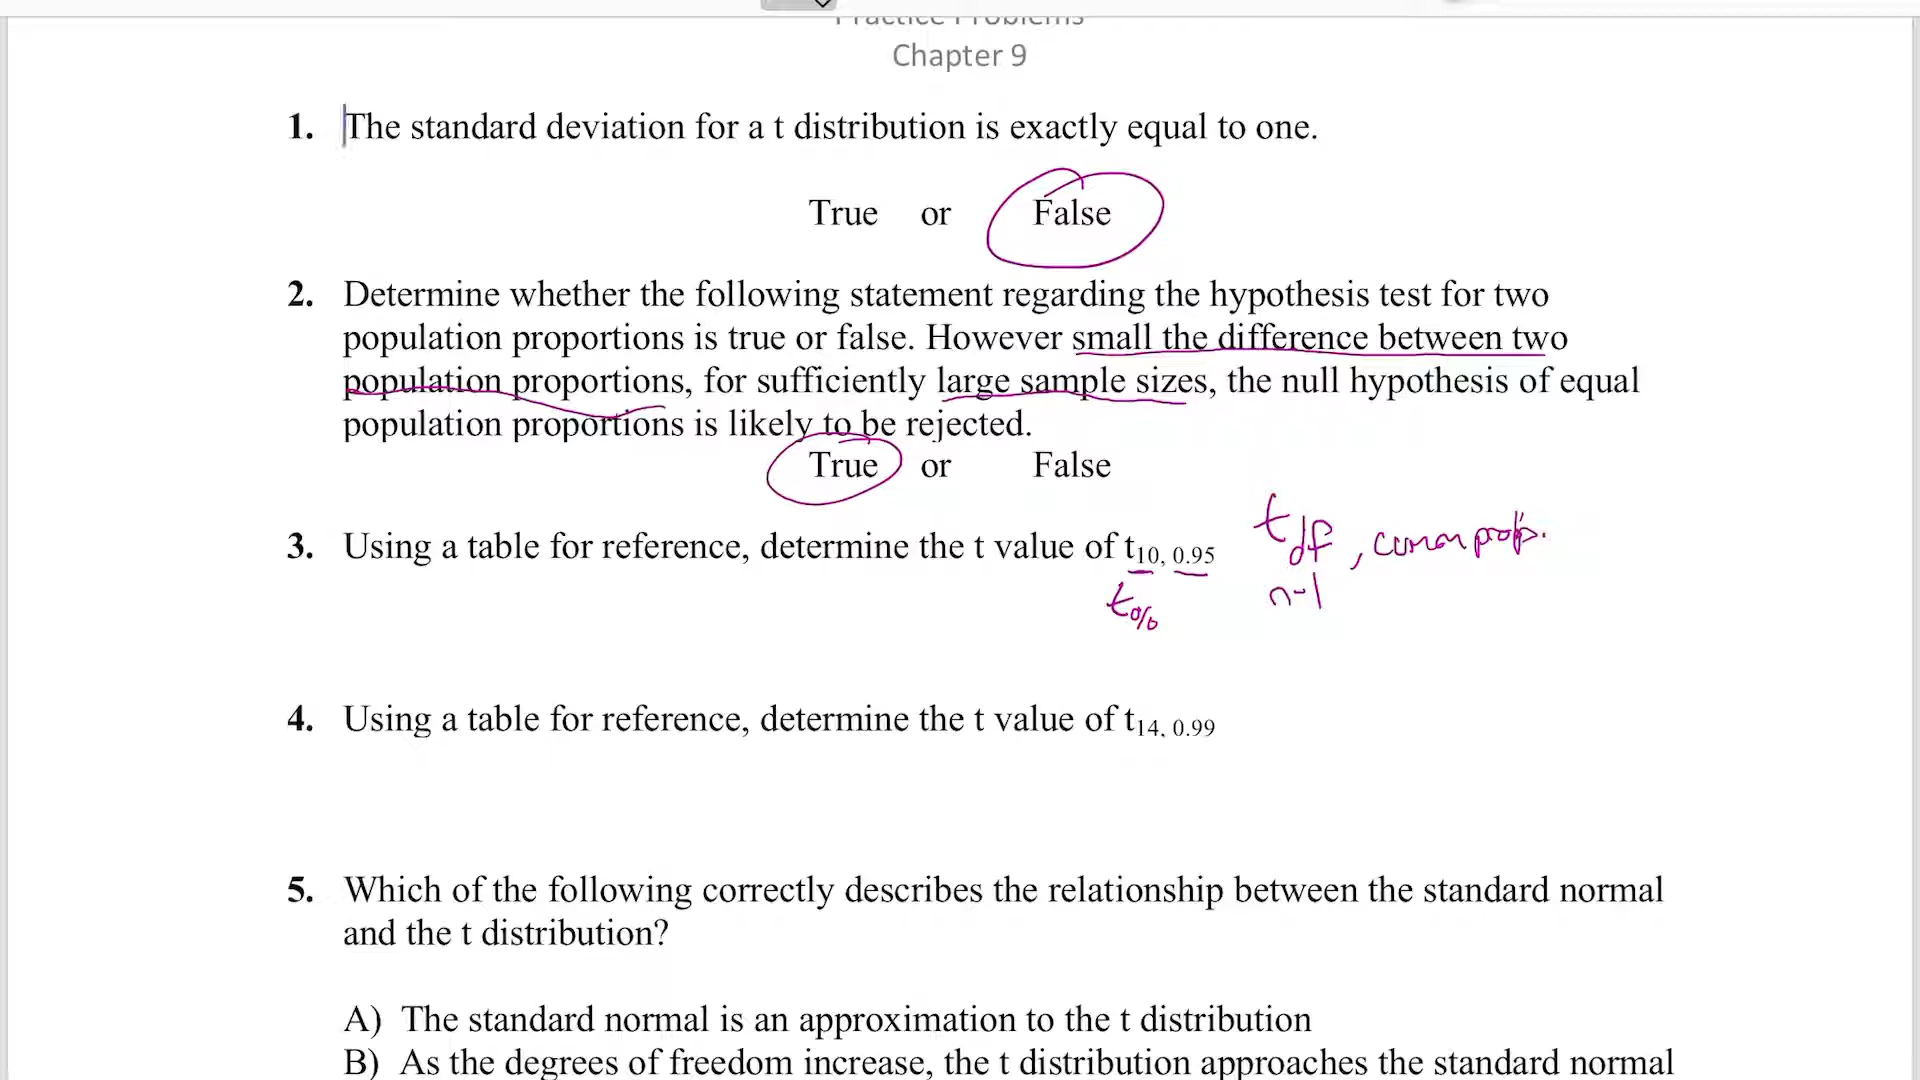 Practice Problems
Chapter 9
1. The standard deviation for a t distribution is exactly equal to one.
True or False
2. Determine whether the following statement regarding the hypothesis test for two
population proportions is true or false. However small the difference between two
population proportions, for sufficiently large sample sizes, the null hypothesis of equal
population proportions is likely to be rejected.
True or False
3. Using a table for reference, determine the t value of t10, 0.95
t df,
n-1
t
4. Using a table for reference, determine the t value of t14, 0.99
5. Which of the following correctly describes the relationship between the standard normal
and the t distribution?
A) The standard normal is an approximation to the t distribution
B) As the degrees of freedom increase, the t distribution approaches the standard normal